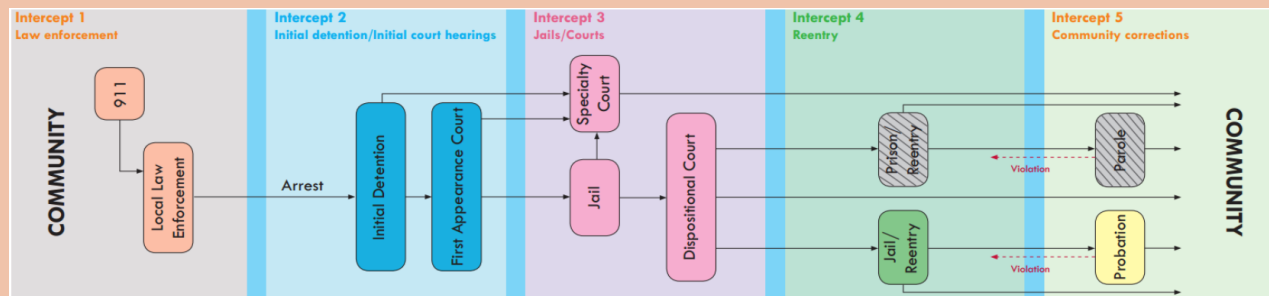 Intercept 1
Law enforcement
Intercept 2
Initial detention/Initial court hearings
Intercept 3
Jails/Courts
Intercept 4
Reentry
Intercept 5
Community corrections
COMMUNITY
911
Local Law
Enforcement
Arrest
Initial Detention
First Appearance Court
Specialty
Court
Jail
Dispositional Court
Prison/
Reentry
Violation
Parole
Jail/
Reentry
Violation
Probation
COMMUNITY